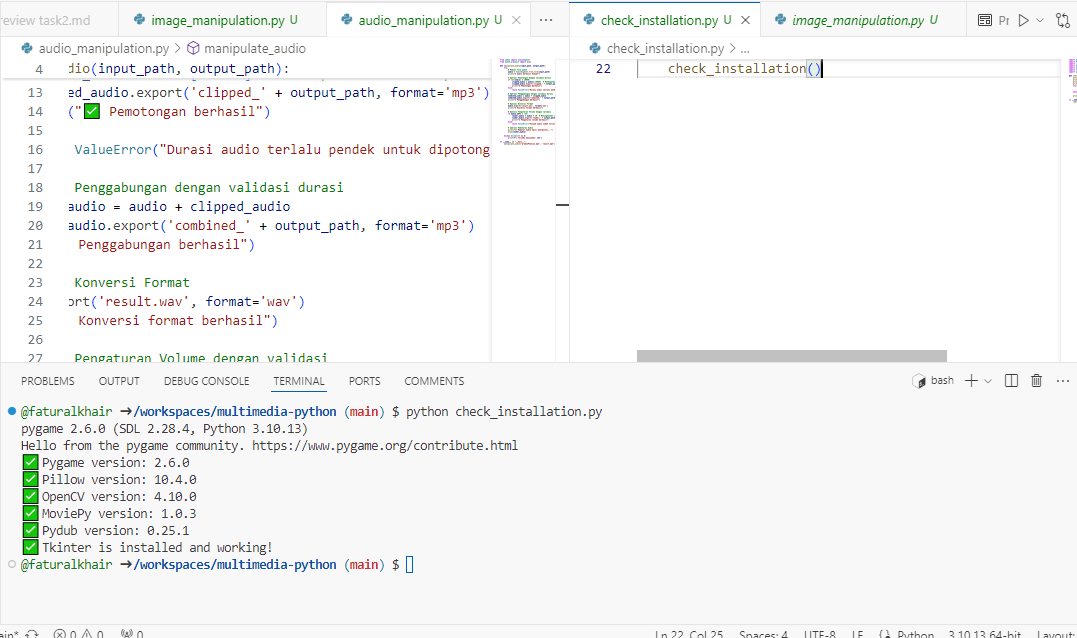 review task2.md
image_manipulation.py U
audio_manipulation.py U
check_installation.py U
image_manipulation.py U
Pr
audio_manipulation.py > manipulate_audio
check_installation.py > ...
4 dio(input_path, output_path):
13 ed_audio.export('clipped_' + output_path, format='mp3')
14 ("✅ Pemotongan berhasil")
15
16 ValueError("Durasi audio terlalu pendek untuk dipotong
17
18 Penggabungan dengan validasi durasi
19 audio = audio + clipped_audio
20 audio.export('combined_' + output_path, format='mp3')
21 Penggabungan berhasil")
22
23 Konversi Format
24 ort('result.wav', format='wav')
25 Konversi format berhasil")
26
27 Pengaturan Volume dengan validasi
22 check_installation()
PROBLEMS OUTPUT DEBUG CONSOLE TERMINAL PORTS COMMENTS
bash
@faturalkhair ➜/workspaces/multimedia-python (main) $ python check_installation.py
pygame 2.6.0 (SDL 2.28.4, Python 3.10.13)
Hello from the pygame community. https://www.pygame.org/contribute.html
✅ Pygame version: 2.6.0
✅ Pillow version: 10.4.0
✅ OpenCV version: 4.10.0
✅ MoviePy version: 1.0.3
✅ Pydub version: 0.25.1
✅ Tkinter is installed and working!
@faturalkhair ➜/workspaces/multimedia-python (main) $
ain* 0 0 0 Ln 22, Col 25 Spaces: 4 UTF-8 LF Python 3.10.13 64-bit Layout: